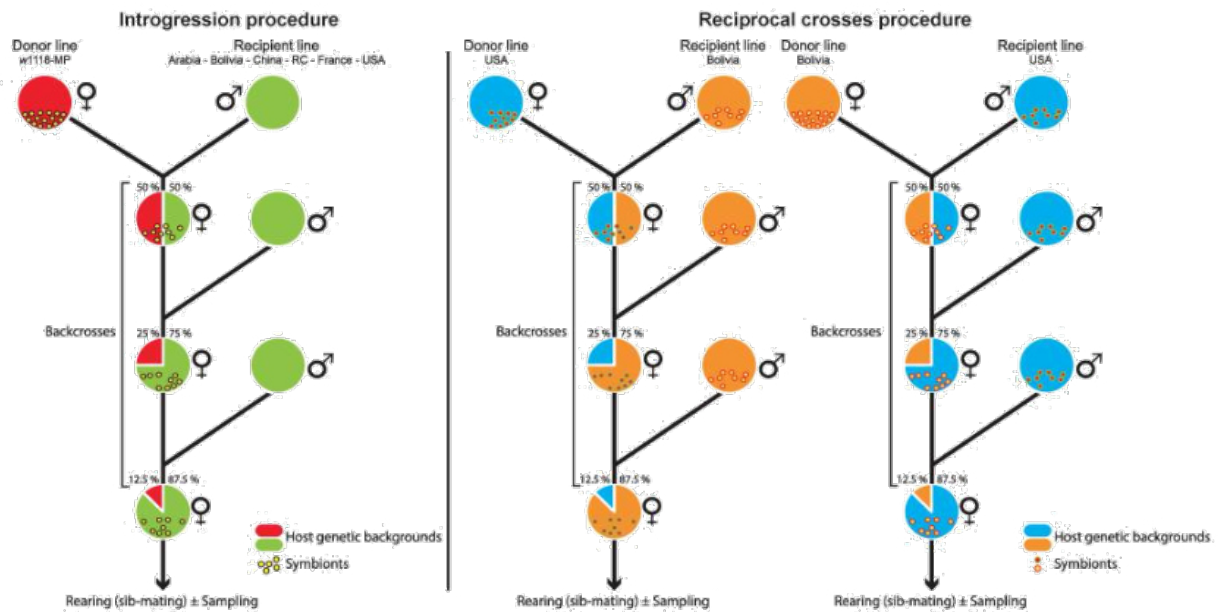 Introgression procedure
Donor line
w1118-MP
Recipient line
Arabia - Bolivia - China - RC - France - USA
♀
♂
50 % 50 %
♀
♂
Backcrosses
25 % 75 %
♀
♂
12.5 % 87.5 %
♀
Host genetic backgrounds
Symbionts
Rearing (sib-mating) ± Sampling
Reciprocal crosses procedure
Donor line
USA
Recipient line
Bolivia
♀
♂
50 % 50 %
♀
♂
Backcrosses
25 % 75 %
♀
♂
12.5 % 87.5 %
♀
Rearing (sib-mating) ± Sampling
Donor line
Bolivia
Recipient line
USA
♀
♂
50 % 50 %
♀
♂
Backcrosses
25 % 75 %
♀
♂
12.5 % 87.5 %
♀
Host genetic backgrounds
Symbionts
Rearing (sib-mating) ± Sampling